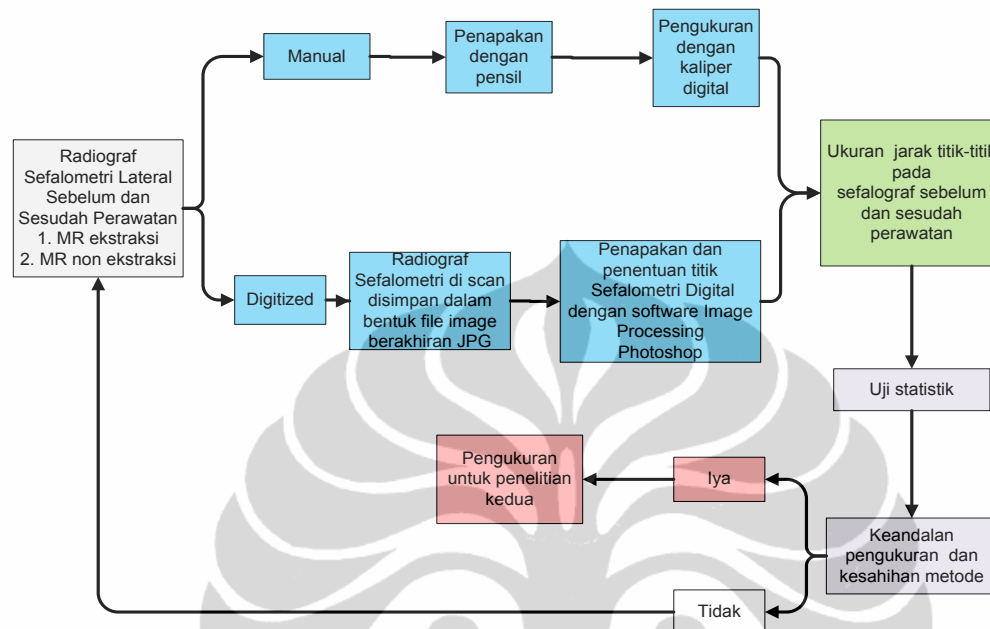 Manual
Penapakan
dengan
pensil
Pengukuran
dengan
kaliper
digital
Radiograf
Sefalometri Lateral
Sebelum dan
Sesudah Perawatan
1. MR ekstraksi
2. MR non ekstraksi
Ukuran jarak titik-titik
pada
sefalograf sebelum
dan sesudah
perawatan
Digitized
Radiograf
Sefalometri di scan
disimpan dalam
bentuk file image
berakhiran JPG
Penapakan dan
penentuan titik
Sefalometri Digital
dengan software Image
Processing
Photoshop
Uji statistik
Pengukuran
untuk penelitian
kedua
Iya
Keandalan
pengukuran dan
kesahihan metode
Tidak